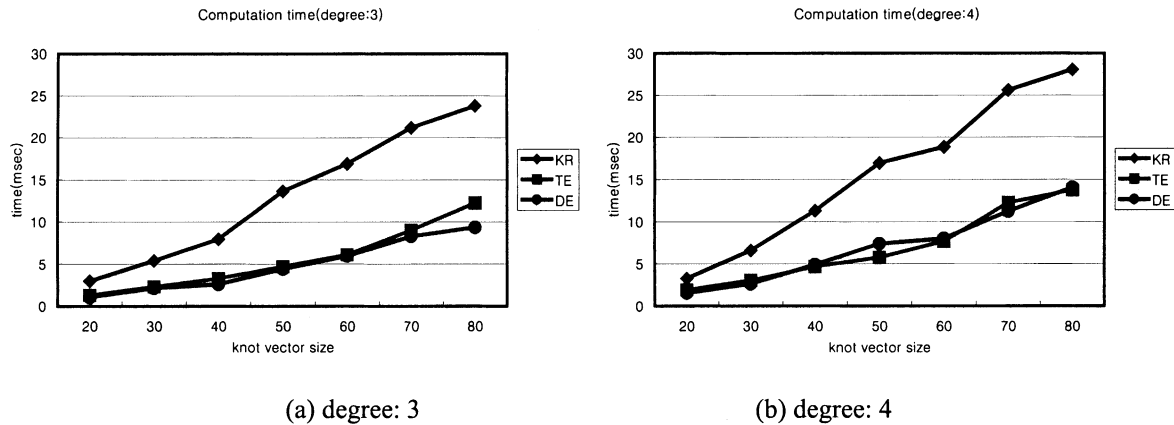 Computation time(degree:3)
30
25
20
15
10
5
0
time(msec)
20 30 40 50 60 70 80
knot vector size
KR
TE
DE
(a) degree: 3
Computation time(degree:4)
30
25
20
15
10
5
0
time(msec)
20 30 40 50 60 70 80
knot vector size
KR
TE
DE
(b) degree: 4